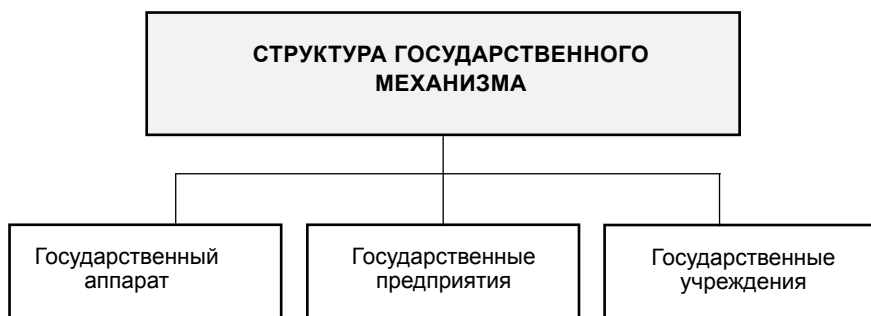 СТРУКТУРА ГОСУДАРСТВЕННОГО
МЕХАНИЗМА
Государственный
аппарат
Государственные
предприятия
Государственные
учреждения